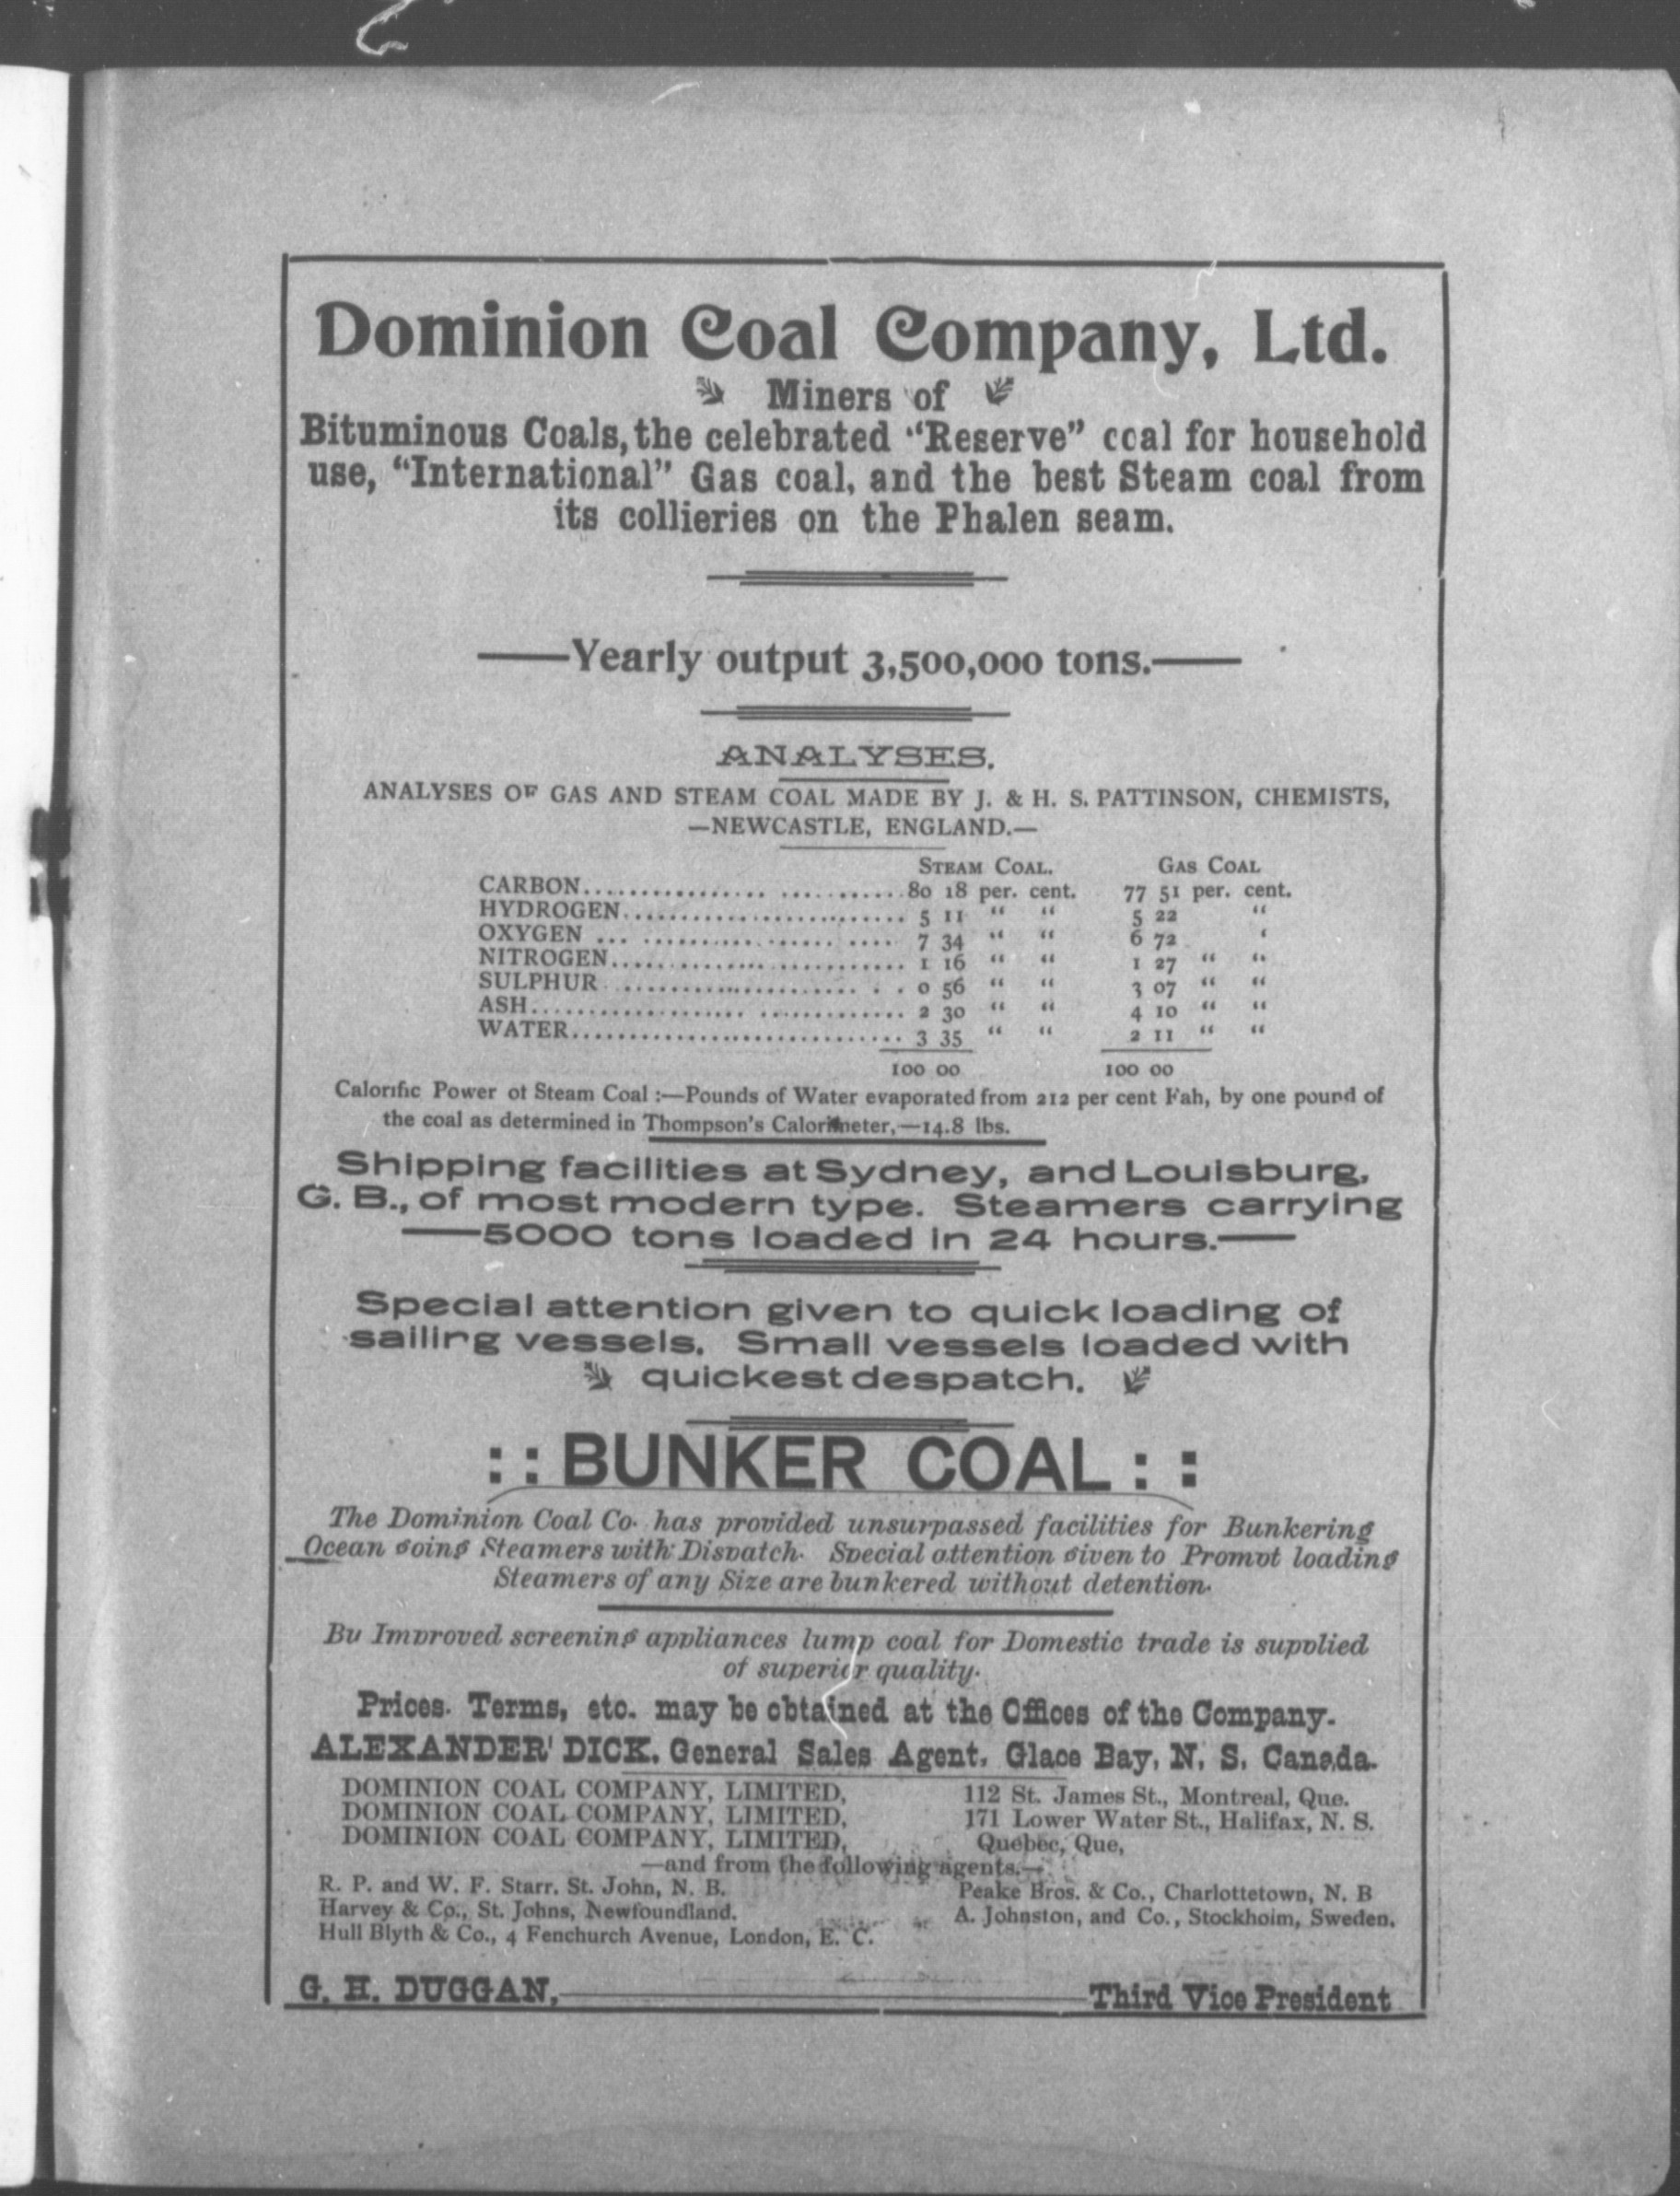 Dominion Coal Company, Ltd.
Miners of
Bituminous Coals, the celebrated "Reserve" coal for household
use, "International" Gas coal, and the best Steam coal from
its collieries on the Phalen seam.
—Yearly output 3,500,000 tons.—
ANALYSES.
ANALYSES OF GAS AND STEAM COAL MADE BY J. & H. S. PATTINSON, CHEMISTS,
—NEWCASTLE, ENGLAND.—
STEAM COAL. GAS COAL
CARBON.......................... 80 18 per. cent. 77 51 per. cent.
HYDROGEN.......................... 5 11 " " 5 22 "
OXYGEN ... .......................... 7 34 " " 6 72 '
NITROGEN.......................... 1 16 " " 1 27 " "
SULPHUR .......................... 0 56 " " 3 07 " "
ASH.......................... 2 30 " " 4 10 " "
WATER.......................... 3 35 " " 2 11 " "
100 00 100 00
Calorific Power of Steam Coal :—Pounds of Water evaporated from 212 per cent Fah, by one pound of
the coal as determined in Thompson's Calorimeter,—14.8 lbs.
Shipping facilities at Sydney, and Louisburg,
G. B., of most modern type. Steamers carrying
—5000 tons loaded in 24 hours.—
Special attention given to quick loading of
sailing vessels. Small vessels loaded with
quickest despatch.
: : BUNKER COAL : :
The Dominion Coal Co. has provided unsurpassed facilities for Bunkering
Ocean going Steamers with Dispatch. Special attention given to Prompt loading
Steamers of any Size are bunkered without detention.
By Improved screening appliances lump coal for Domestic trade is supplied
of superior quality.
Prices. Terms, etc. may be obtained at the Offices of the Company.
ALEXANDER DICK, General Sales Agent, Glace Bay, N. S. Canada.
DOMINION COAL COMPANY, LIMITED, 112 St. James St., Montreal, Que.
DOMINION COAL COMPANY, LIMITED, 171 Lower Water St., Halifax, N. S.
DOMINION COAL COMPANY, LIMITED, Quebec, Que,
—and from the following agents.—
R. P. and W. F. Starr. St. John, N. B. Peake Bros. & Co., Charlottetown, N. B
Harvey & Co., St. Johns, Newfoundland. A. Johnston, and Co., Stockhoim, Sweden.
Hull Blyth & Co., 4 Fenchurch Avenue, London, E. C.
G. H. DUGGAN,—Third Vice President